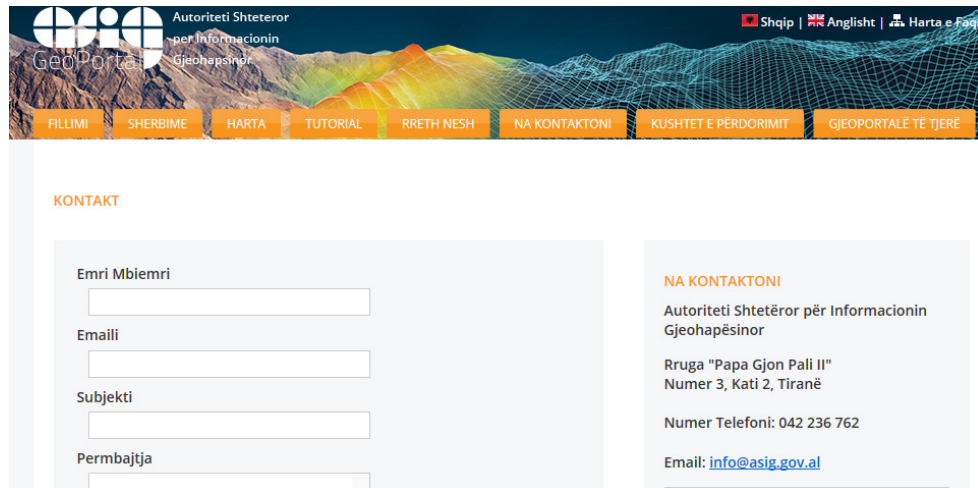 asig
GeoPortal
Autoriteti Shteteror
per Informacionin
Gjeohapsinor
Shqip | Anglisht | Harta e Faq
FILLIMI
SHERBIME
HARTA
TUTORIAL
RRETH NESH
NA KONTAKTONI
KUSHTET E PËRDORIMIT
GJEOPORTALË TË TJERË
KONTAKT
Emri Mbiemri
Emaili
Subjekti
Permbajtja
NA KONTAKTONI
Autoriteti Shtetëror për Informacionin
Gjeohapësinor
Rruga "Papa Gjon Pali II"
Numer 3, Kati 2, Tiranë
Numer Telefoni: 042 236 762
Email: info@asig.gov.al